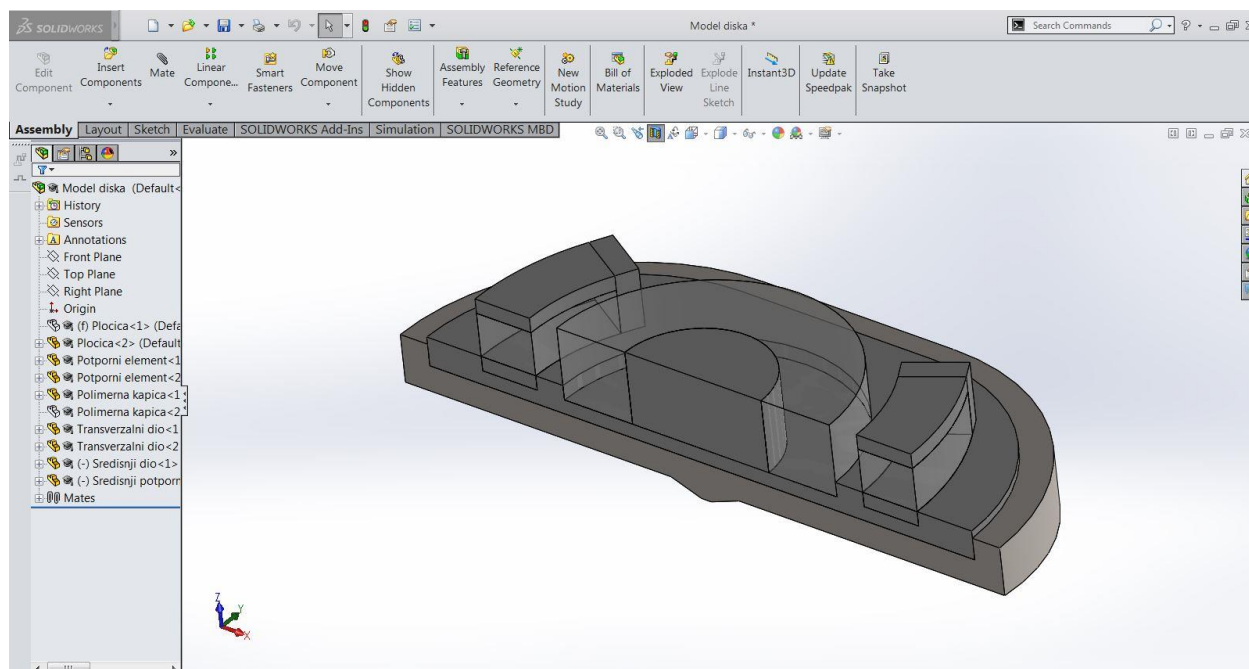 SOLIDWORKS
Model diska *
Search Commands
?
Edit Component
Insert Components
Mate
Linear Compone...
Smart Fasteners
Move Component
Show Hidden Components
Assembly Features
Reference Geometry
New Motion Study
Bill of Materials
Exploded View
Explode Line Sketch
Instant3D
Update Speedpak
Take Snapshot
Assembly Layout Sketch Evaluate SOLIDWORKS Add-Ins Simulation SOLIDWORKS MBD
»
Model diska (Default<
History
Sensors
Annotations
Front Plane
Top Plane
Right Plane
Origin
(f) Plocica<1> (Defa
Plocica<2> (Default
Potporni element<1
Potporni element<2
Polimerna kapica<1
Polimerna kapica<2
Transverzalni dio<1
Transverzalni dio<2
(-) Sredisnji dio<1>
(-) Sredisnji potporn
Mates
Z
Y
X